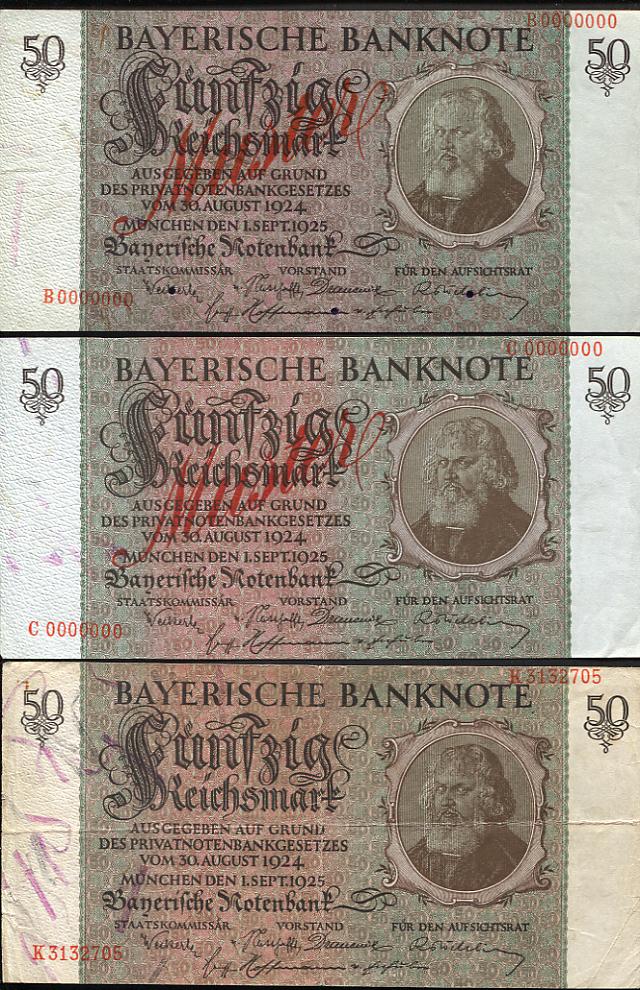 B0000000
50 BAYERISCHE BANKNOTE 50
Fünfzig
Reichsmark
Muster
AUSGEGEBEN AUF GRUND
DES PRIVATNOTENBANKGESETZES
VOM 30. AUGUST 1924
MÜNCHEN DEN 1. SEPT. 1925
Bayerische Notenbank
STAATSKOMMISSÄR VORSTAND FÜR DEN AUFSICHTSRAT
B0000000
C 0000000
50 BAYERISCHE BANKNOTE 50
Fünfzig
Reichsmark
Muster
AUSGEGEBEN AUF GRUND
DES PRIVATNOTENBANKGESETZES
VOM 30. AUGUST 1924
MÜNCHEN DEN 1. SEPT. 1925
Bayerische Notenbank
STAATSKOMMISSÄR VORSTAND FÜR DEN AUFSICHTSRAT
C 0000000
K 3132705
50 BAYERISCHE BANKNOTE 50
Fünfzig
Reichsmark
AUSGEGEBEN AUF GRUND
DES PRIVATNOTENBANKGESETZES
VOM 30. AUGUST 1924
MÜNCHEN DEN 1. SEPT. 1925
Bayerische Notenbank
STAATSKOMMISSÄR VORSTAND FÜR DEN AUFSICHTSRAT
K 3132705